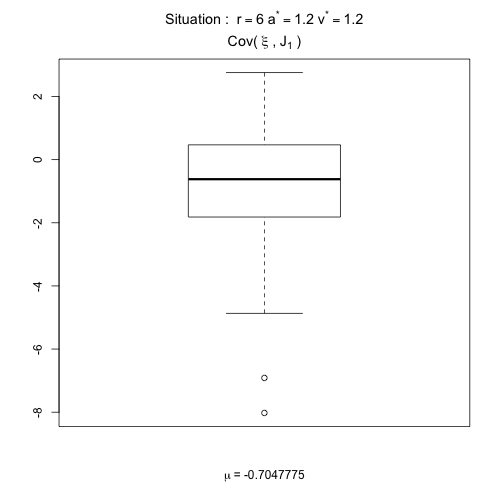 Situation : r = 6 a* = 1.2 v* = 1.2
Cov( ξ , J₁ )
2
0
-2
-4
-6
-8
μ = -0.7047775